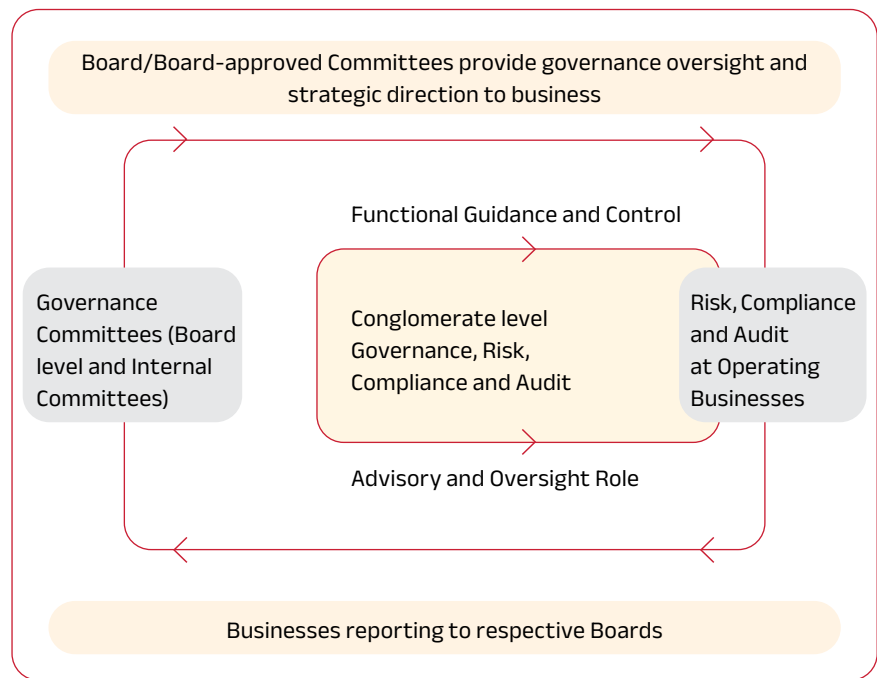 Board/Board-approved Committees provide governance oversight and
strategic direction to business
Functional Guidance and Control
Governance
Committees (Board
level and Internal
Committees)
Conglomerate level
Governance, Risk,
Compliance and Audit
Risk, Compliance
and Audit
at Operating
Businesses
Advisory and Oversight Role
Businesses reporting to respective Boards